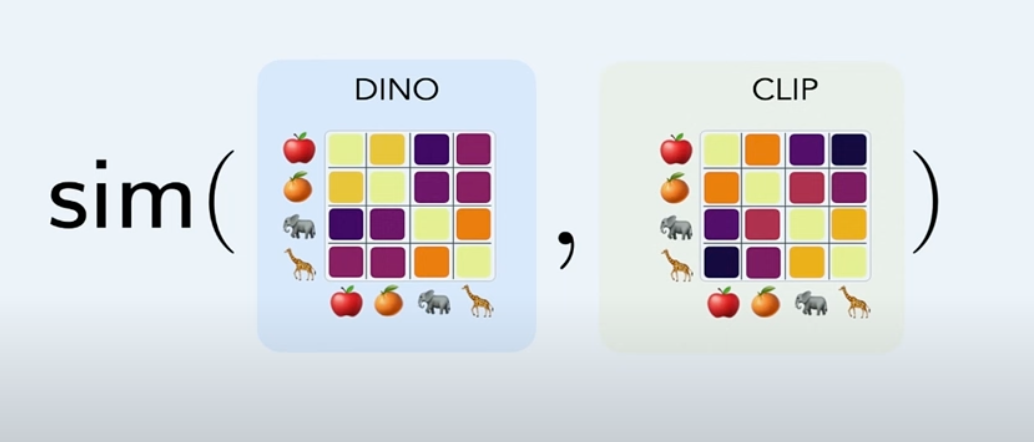 DINO
CLIP
sim( , )